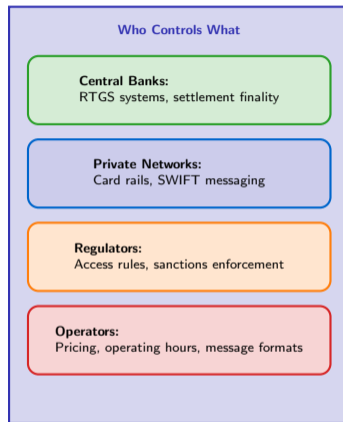 Who Controls What
Central Banks:
RTGS systems, settlement finality
Private Networks:
Card rails, SWIFT messaging
Regulators:
Access rules, sanctions enforcement
Operators:
Pricing, operating hours, message formats